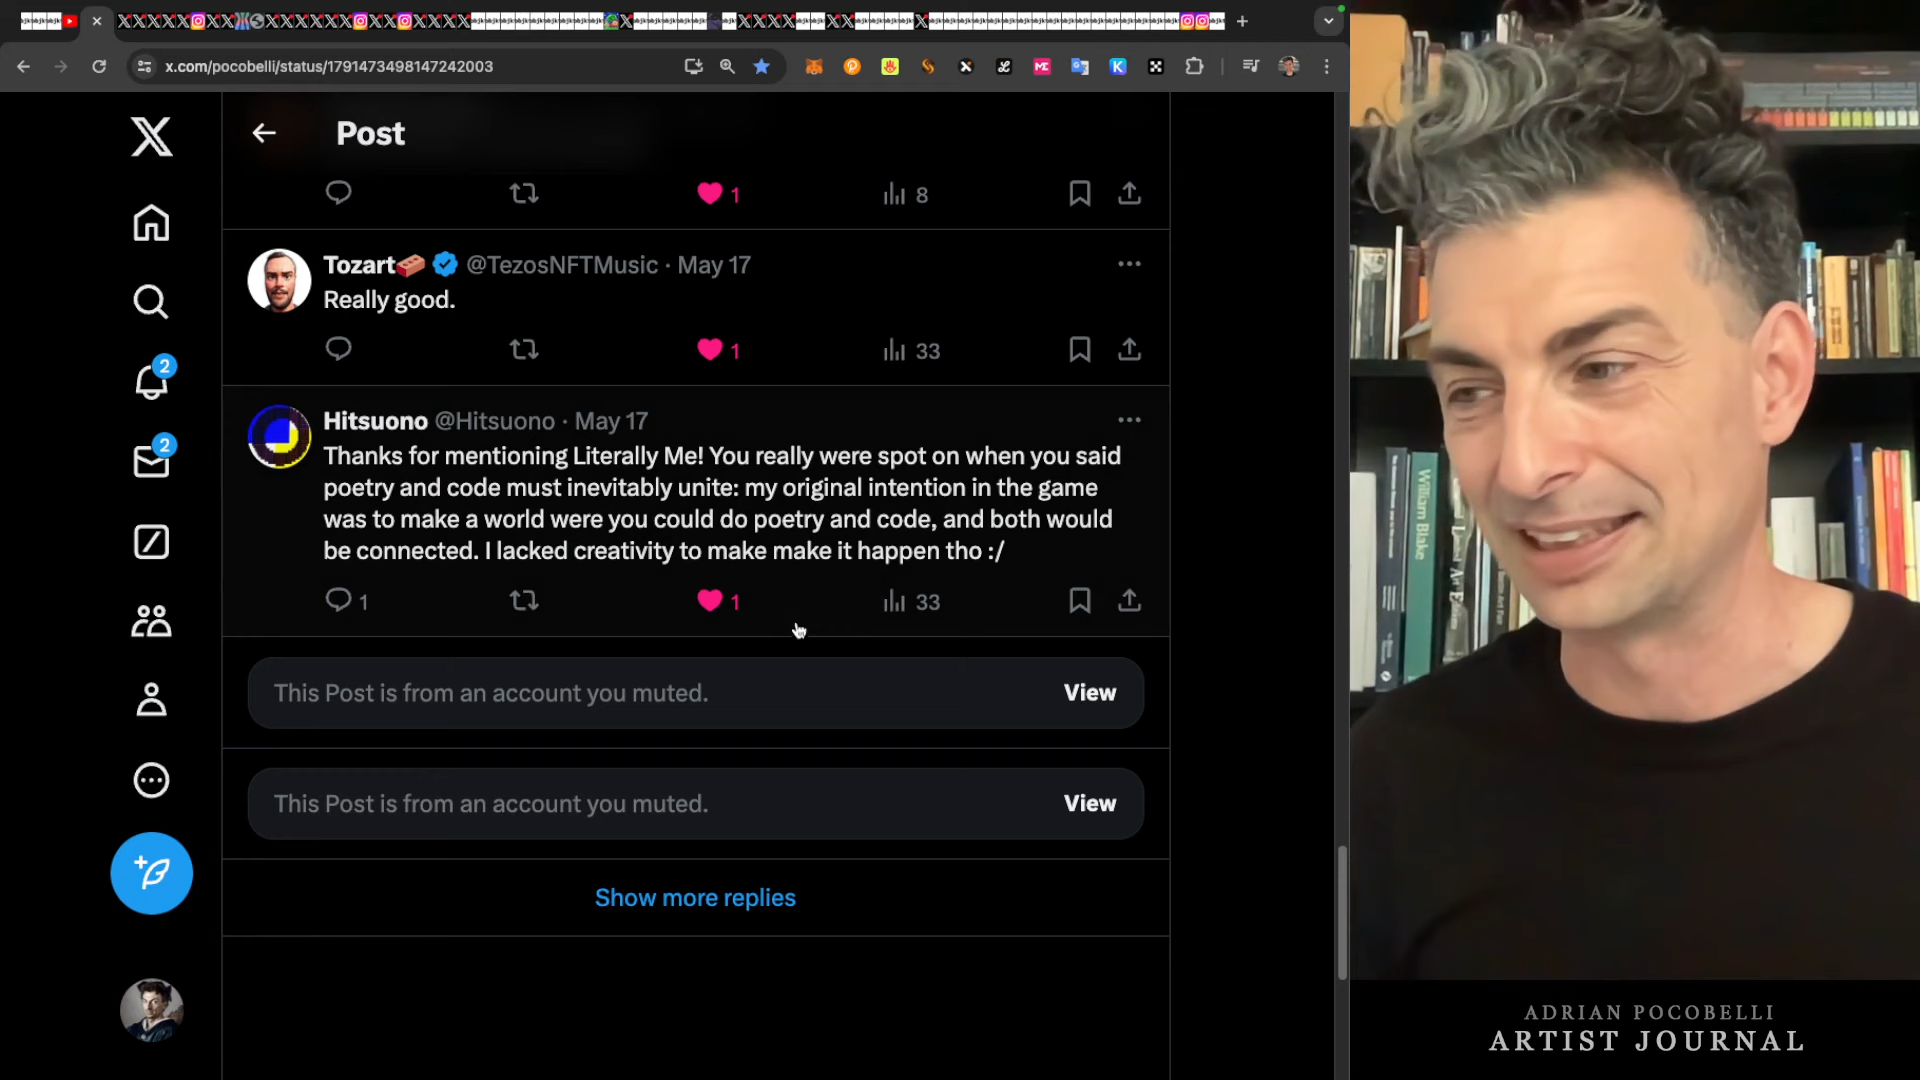 x.com/pocobelli/status/1791473498147242003
Post
1
8
Tozart @TezosNFTMusic · May 17
Really good.
1
33
2
2
Hitsuono @Hitsuono · May 17
Thanks for mentioning Literally Me! You really were spot on when you said
poetry and code must inevitably unite: my original intention in the game
was to make a world were you could do poetry and code, and both would
be connected. I lacked creativity to make make it happen tho :/
1
1
33
This Post is from an account you muted.
View
This Post is from an account you muted.
View
Show more replies
William Blake
ADRIAN POCOBELLI
ARTIST JOURNAL